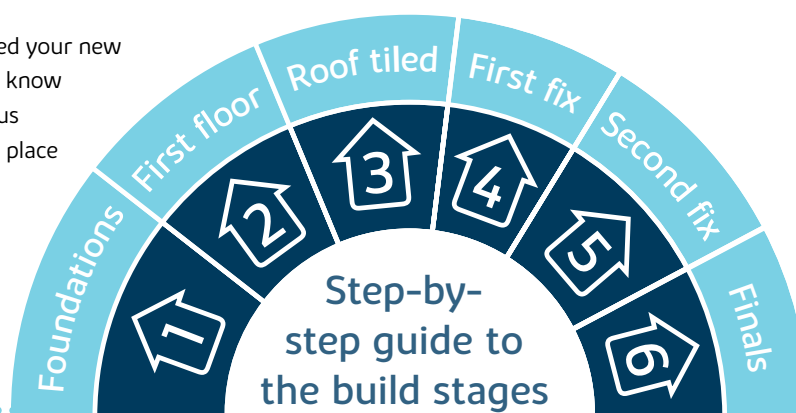 ed your new
know
us
place
Foundations
First floor
Roof tiled
First fix
Second fix
Finals
1
2
3
4
5
6
Step-by-
step guide to
the build stages